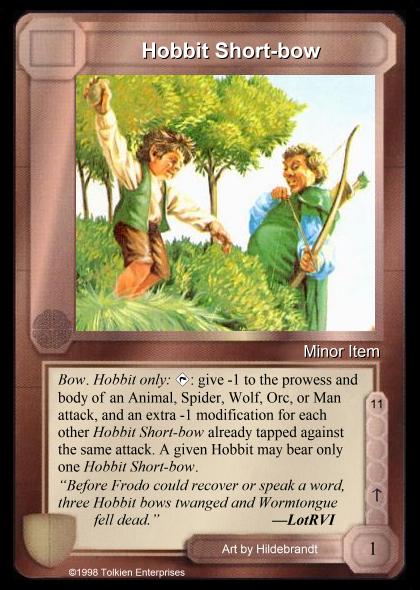 Hobbit Short-bow
Minor Item
Bow. Hobbit only: : give -1 to the prowess and
body of an Animal, Spider, Wolf, Orc, or Man
attack, and an extra -1 modification for each
other Hobbit Short-bow already tapped against
the same attack. A given Hobbit may bear only
one Hobbit Short-bow.
“Before Frodo could recover or speak a word,
three Hobbit bows twanged and Wormtongue
fell dead.” —LotRVI
11
Art by Hildebrandt
1
©1998 Tolkien Enterprises